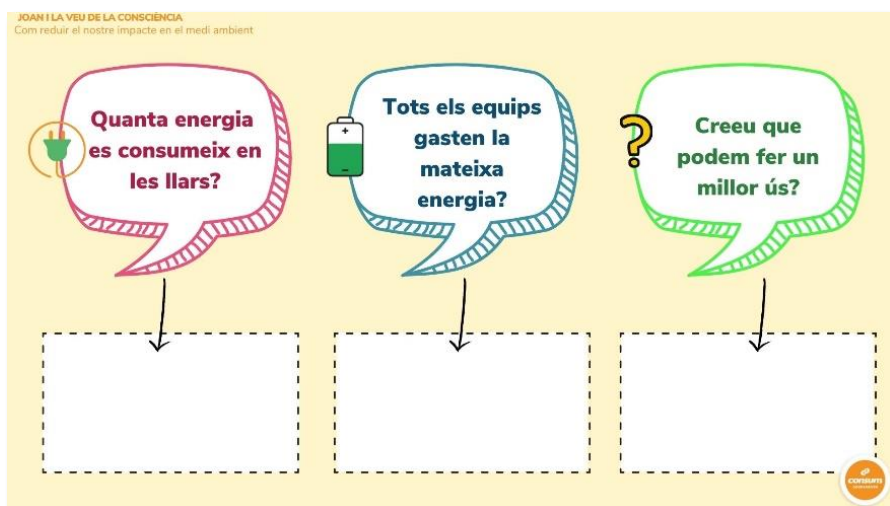 JOAN I LA VEU DE LA CONSCIÈNCIA
Com reduir el nostre impacte en el medi ambient
Quanta energia
es consumeix en
les llars?
Tots els equips
gasten la
mateixa
energia?
Creeu que
podem fer un
millor ús?
consum